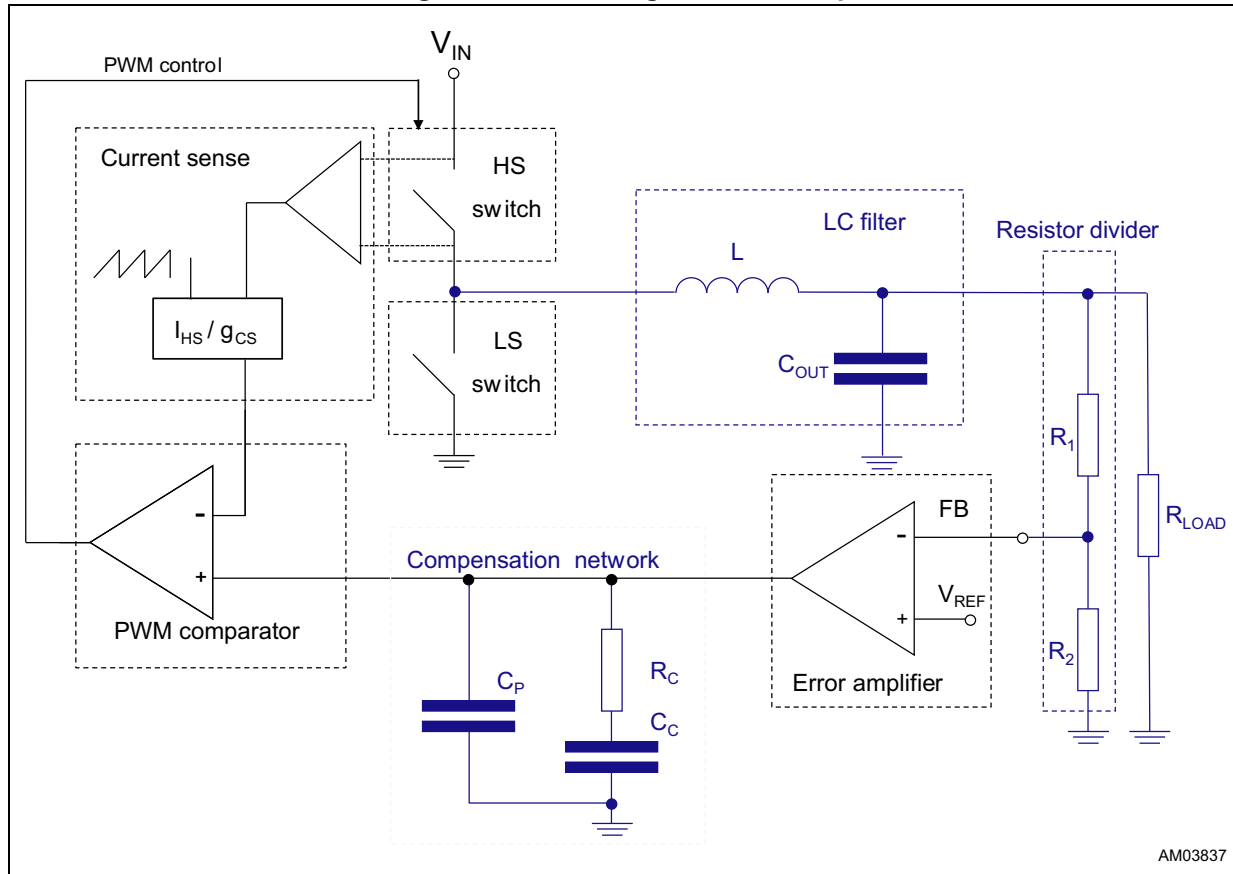 V_IN
PWM control
Current sense
HS
switch
LC filter
Resistor divider
L
I_HS / g_CS
LS
switch
C_OUT
R_1
FB
R_LOAD
-
-
Compensation network
V_REF
+
+
PWM comparator
R_2
R_C
C_P
Error amplifier
C_C
AM03837